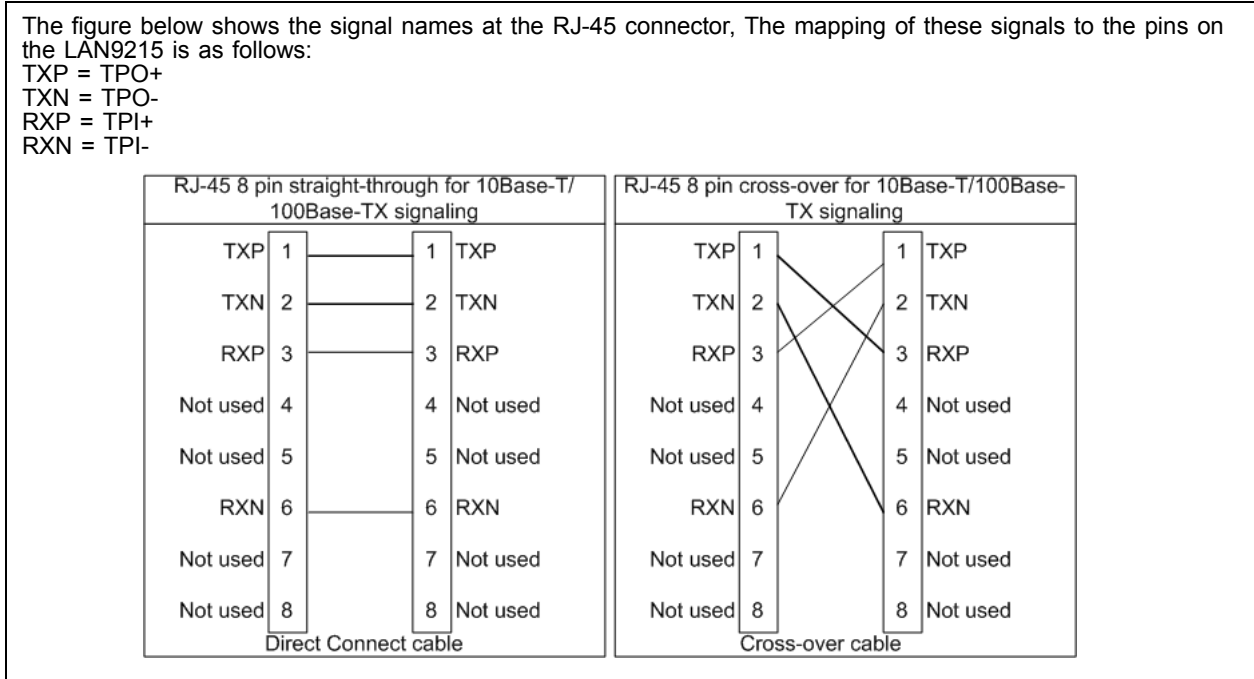 The figure below shows the signal names at the RJ-45 connector, The mapping of these signals to the pins on
the LAN9215 is as follows:
TXP = TPO+
TXN = TPO-
RXP = TPI+
RXN = TPI-
RJ-45 8 pin straight-through for 10Base-T/
100Base-TX signaling
TXP 1 1 TXP
TXN 2 2 TXN
RXP 3 3 RXP
Not used 4 4 Not used
Not used 5 5 Not used
RXN 6 6 RXN
Not used 7 7 Not used
Not used 8 8 Not used
Direct Connect cable
RJ-45 8 pin cross-over for 10Base-T/100Base-
TX signaling
TXP 1 1 TXP
TXN 2 2 TXN
RXP 3 3 RXP
Not used 4 4 Not used
Not used 5 5 Not used
RXN 6 6 RXN
Not used 7 7 Not used
Not used 8 8 Not used
Cross-over cable